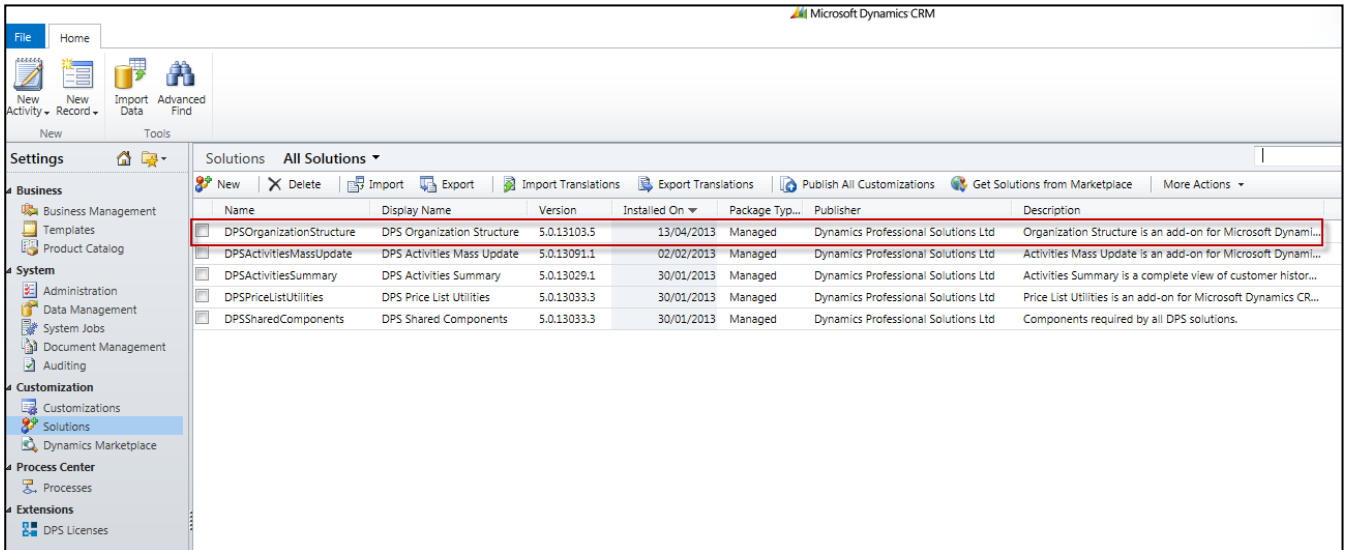 Microsoft Dynamics CRM
File Home
New Activity New Record Import Data Advanced Find
New Tools
Settings
Business
Business Management
Templates
Product Catalog
System
Administration
Data Management
System Jobs
Document Management
Auditing
Customization
Customizations
Solutions
Dynamics Marketplace
Process Center
Processes
Extensions
DPS Licenses
Solutions All Solutions
New Delete Import Export Import Translations Export Translations Publish All Customizations Get Solutions from Marketplace More Actions
Name Display Name Version Installed On Package Typ... Publisher Description
DPSOrganizationStructure DPS Organization Structure 5.0.13103.5 13/04/2013 Managed Dynamics Professional Solutions Ltd Organization Structure is an add-on for Microsoft Dynami...
DPSActivitiesMassUpdate DPS Activities Mass Update 5.0.13091.1 02/02/2013 Managed Dynamics Professional Solutions Ltd Activities Mass Update is an add-on for Microsoft Dynami...
DPSActivitiesSummary DPS Activities Summary 5.0.13029.1 30/01/2013 Managed Dynamics Professional Solutions Ltd Activities Summary is a complete view of customer histor...
DPSPriceListUtilities DPS Price List Utilities 5.0.13033.3 30/01/2013 Managed Dynamics Professional Solutions Ltd Price List Utilities is an add-on for Microsoft Dynamics CR...
DPSSharedComponents DPS Shared Components 5.0.13033.3 30/01/2013 Managed Dynamics Professional Solutions Ltd Components required by all DPS solutions.